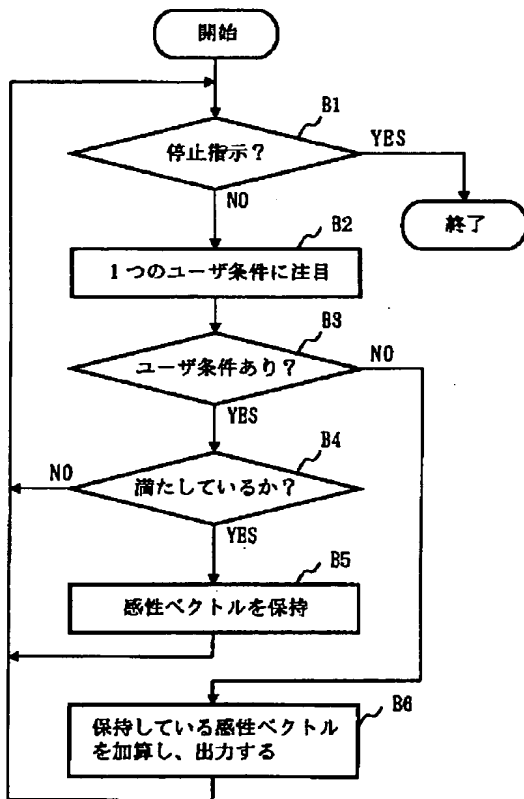 開始
B1
停止指示？
YES
終了
NO
B2
１つのユーザ条件に注目
B3
ユーザ条件あり？
NO
YES
B4
NO
満たしているか？
YES
B5
感性ベクトルを保持
B6
保持している感性ベクトル
を加算し、出力する